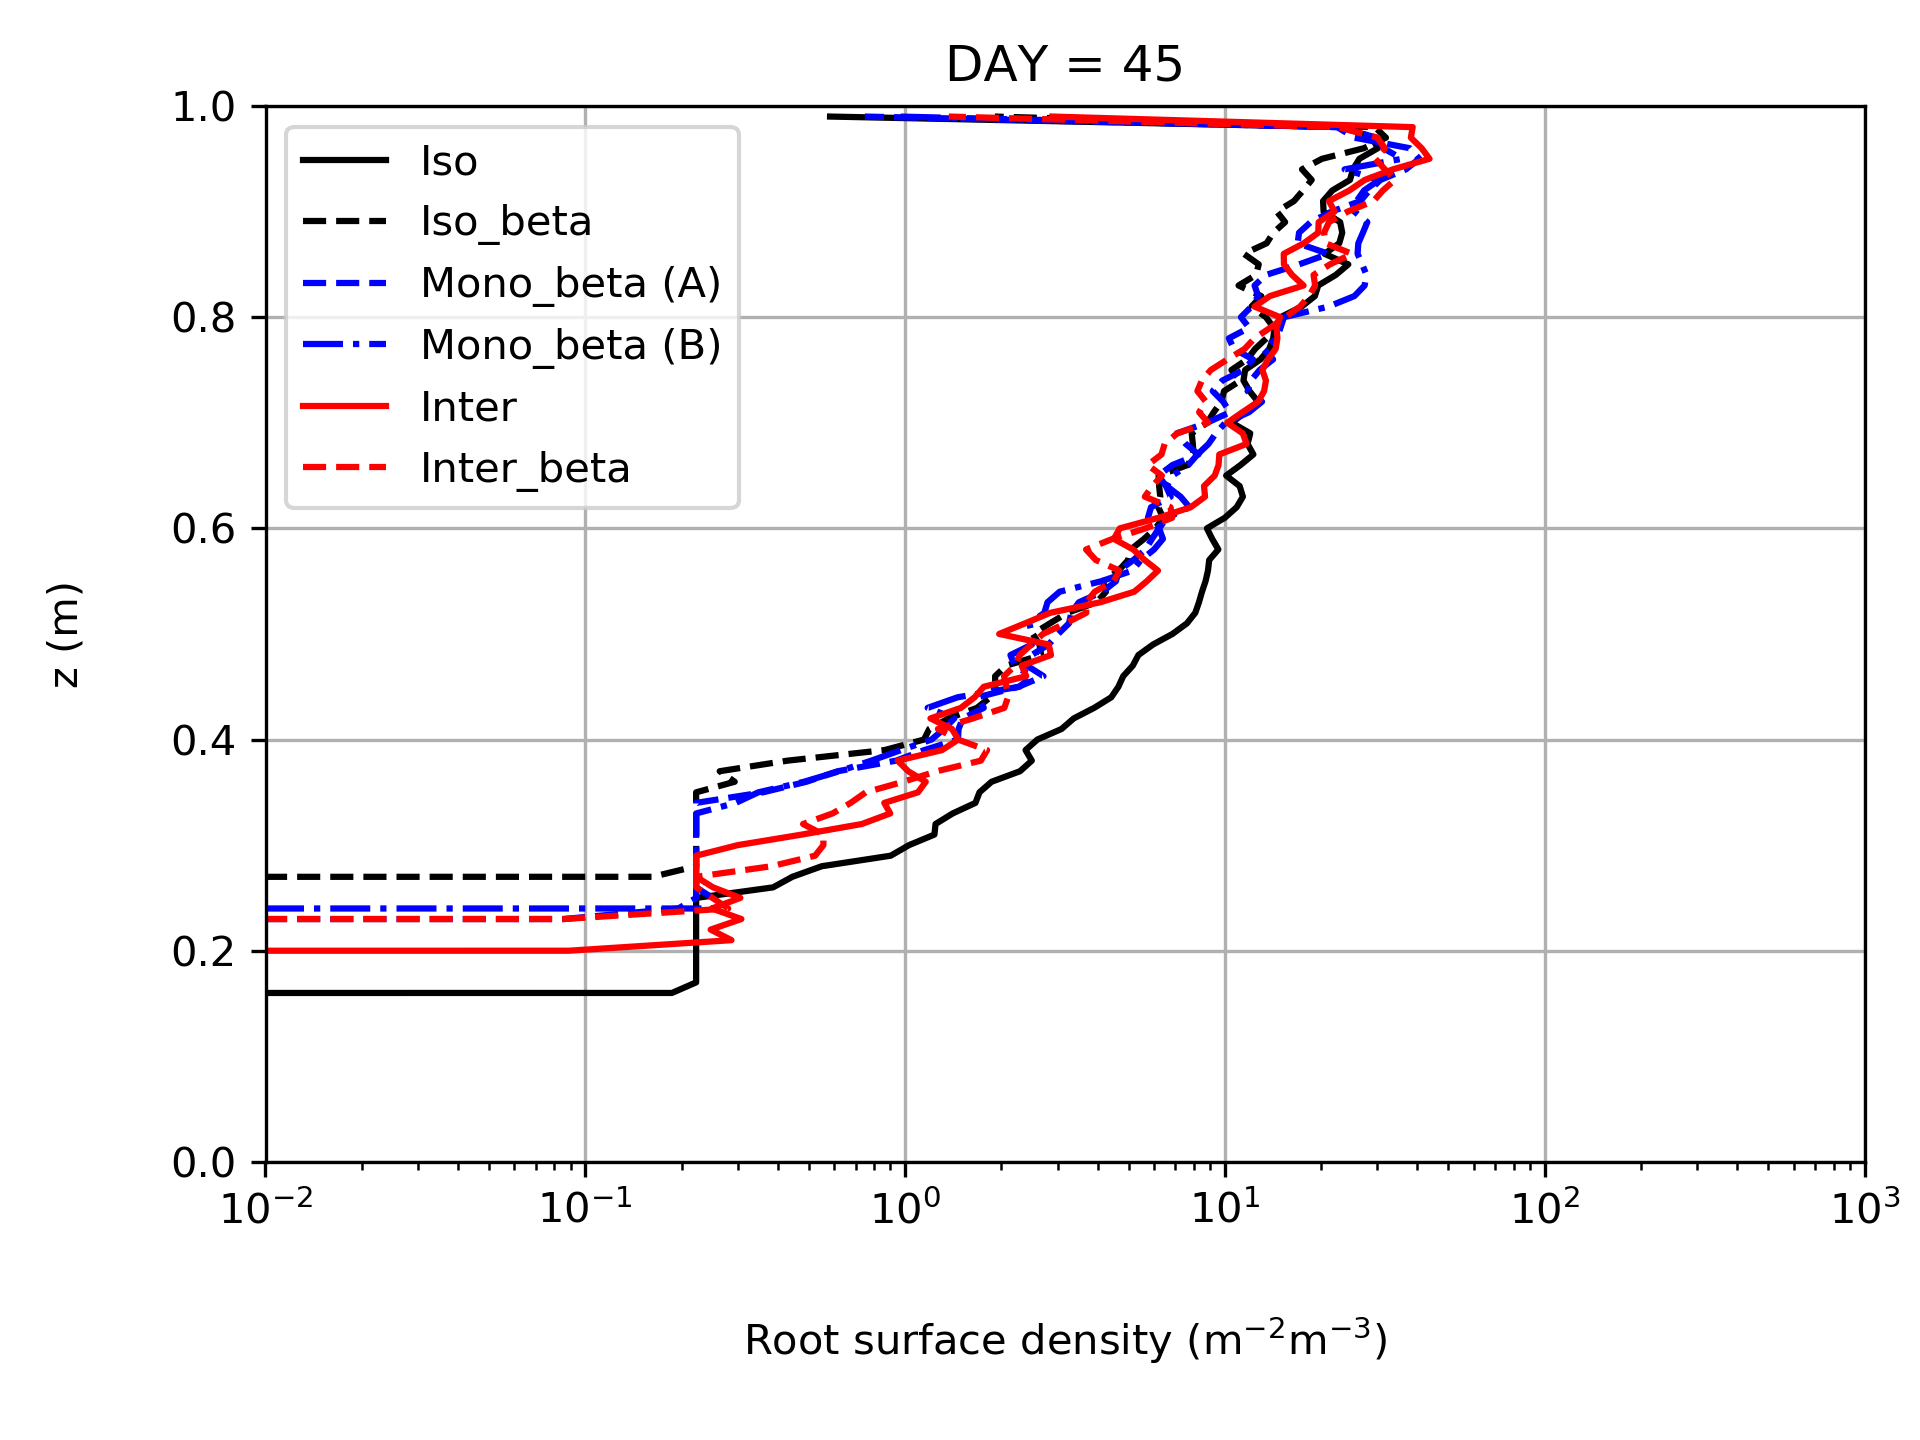 DAY = 45
1.0
0.8
0.6
0.4
0.2
0.0
z (m)
Iso
Iso_beta
Mono_beta (A)
Mono_beta (B)
Inter
Inter_beta
10⁻² 10⁻¹ 10⁰ 10¹ 10² 10³
Root surface density (m⁻²m⁻³)